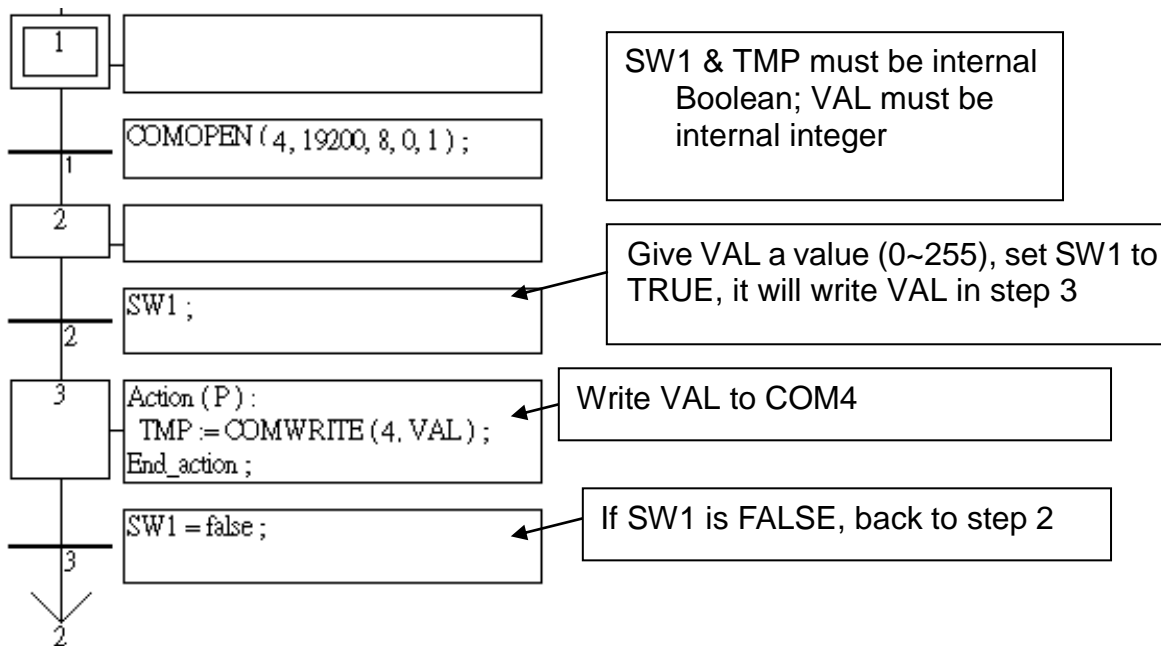 1
SW1 & TMP must be internal
Boolean; VAL must be
internal integer
COMOPEN ( 4, 19200, 8, 0, 1 ) ;
1
2
Give VAL a value (0~255), set SW1 to
TRUE, it will write VAL in step 3
SW1 ;
2
3
Action ( P ) :
TMP := COMWRITE ( 4, VAL ) ;
End_action ;
Write VAL to COM4
SW1 = false ;
If SW1 is FALSE, back to step 2
3
2